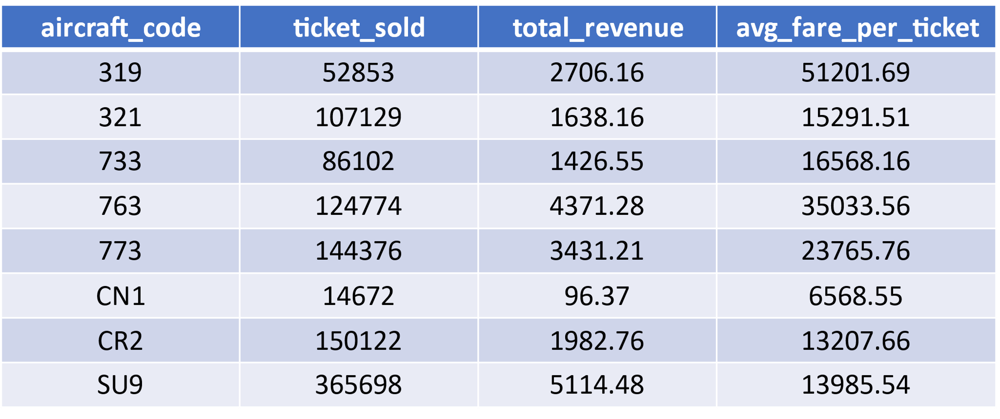 aircraft_code ticket_sold total_revenue avg_fare_per_ticket
319 52853 2706.16 51201.69
321 107129 1638.16 15291.51
733 86102 1426.55 16568.16
763 124774 4371.28 35033.56
773 144376 3431.21 23765.76
CN1 14672 96.37 6568.55
CR2 150122 1982.76 13207.66
SU9 365698 5114.48 13985.54